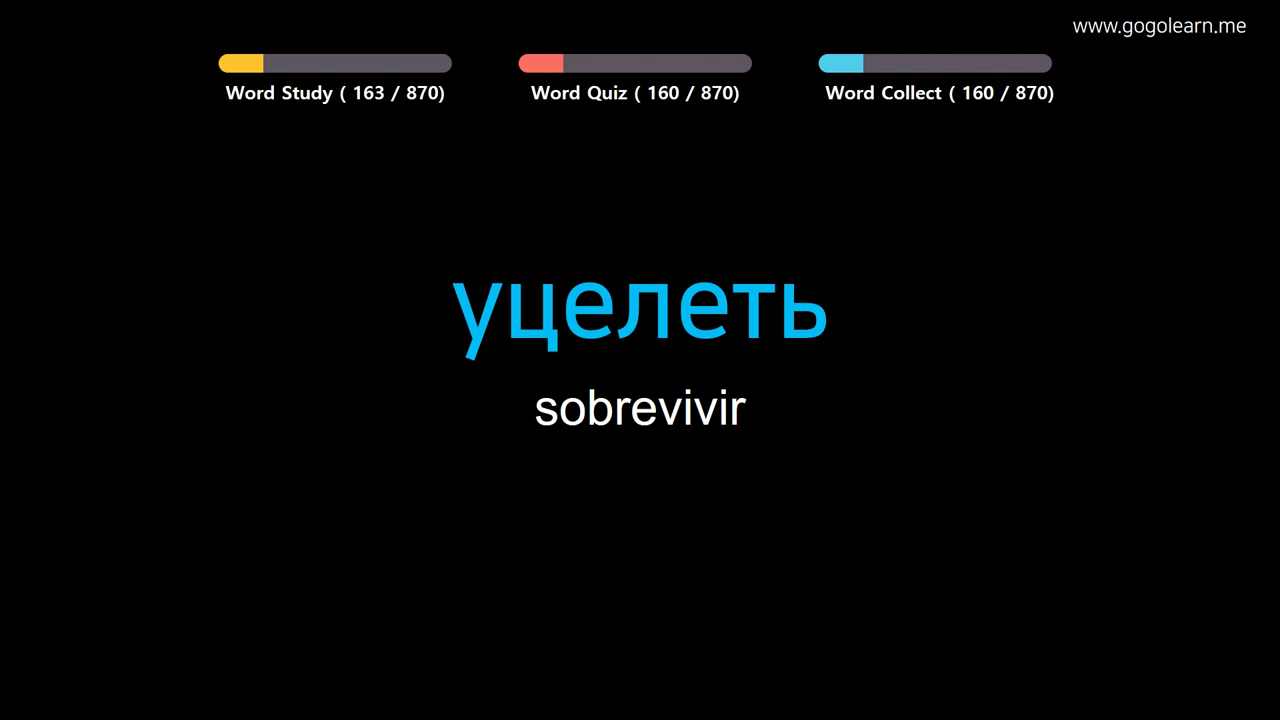 www.gogolearn.me
Word Study ( 163 / 870)
Word Quiz ( 160 / 870)
Word Collect ( 160 / 870)
уцелеть
sobrevivir